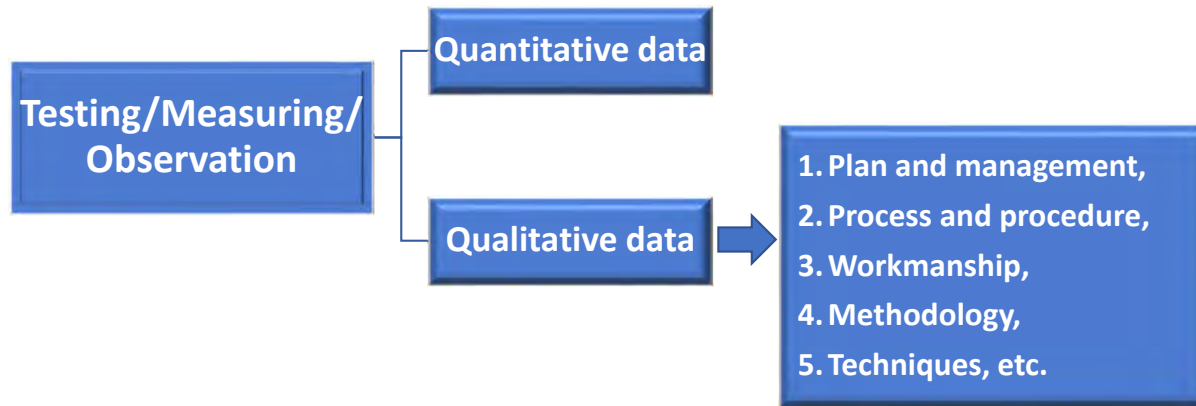 Quantitative data
Testing/Measuring/
Observation
Qualitative data
1. Plan and management,
2. Process and procedure,
3. Workmanship,
4. Methodology,
5. Techniques, etc.